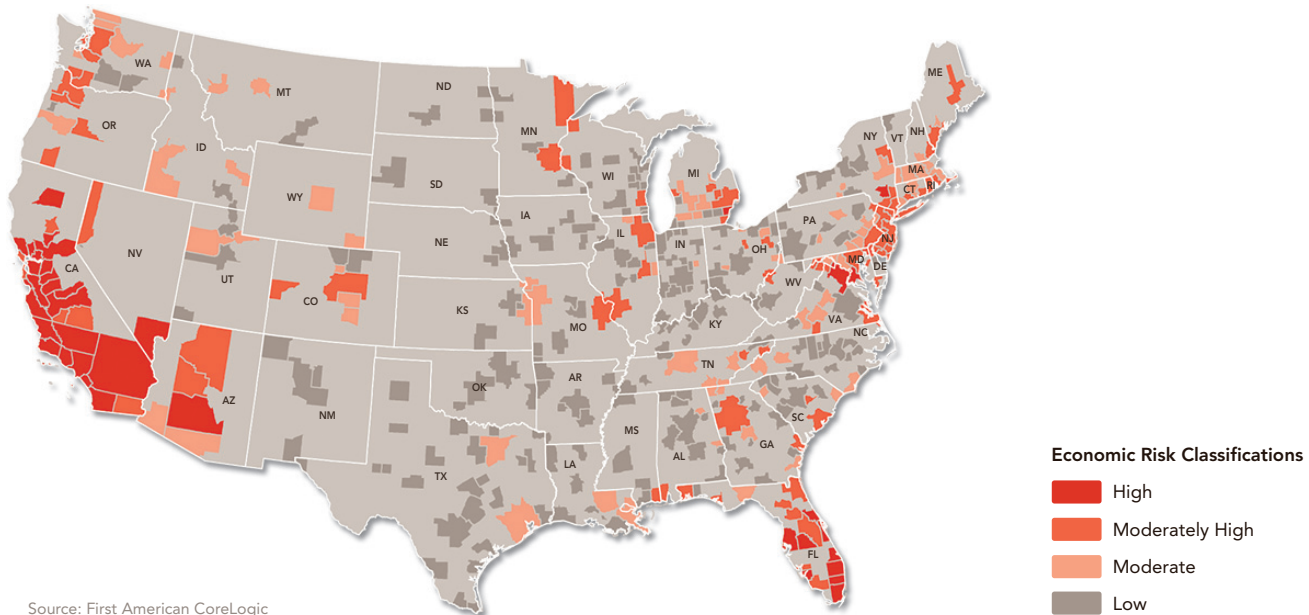 WA
MT
ND
ME
OR
ID
MN
NY
VT
NH
SD
WI
MI
MA
CT
RI
WY
IA
PA
NE
IL
IN
OH
NJ
NV
UT
CO
MD
DE
WV
CA
KS
MO
KY
VA
NC
TN
OK
AR
AZ
NM
SC
MS
AL
GA
TX
LA
FL
Economic Risk Classifications
High
Moderately High
Moderate
Low
Source: First American CoreLogic